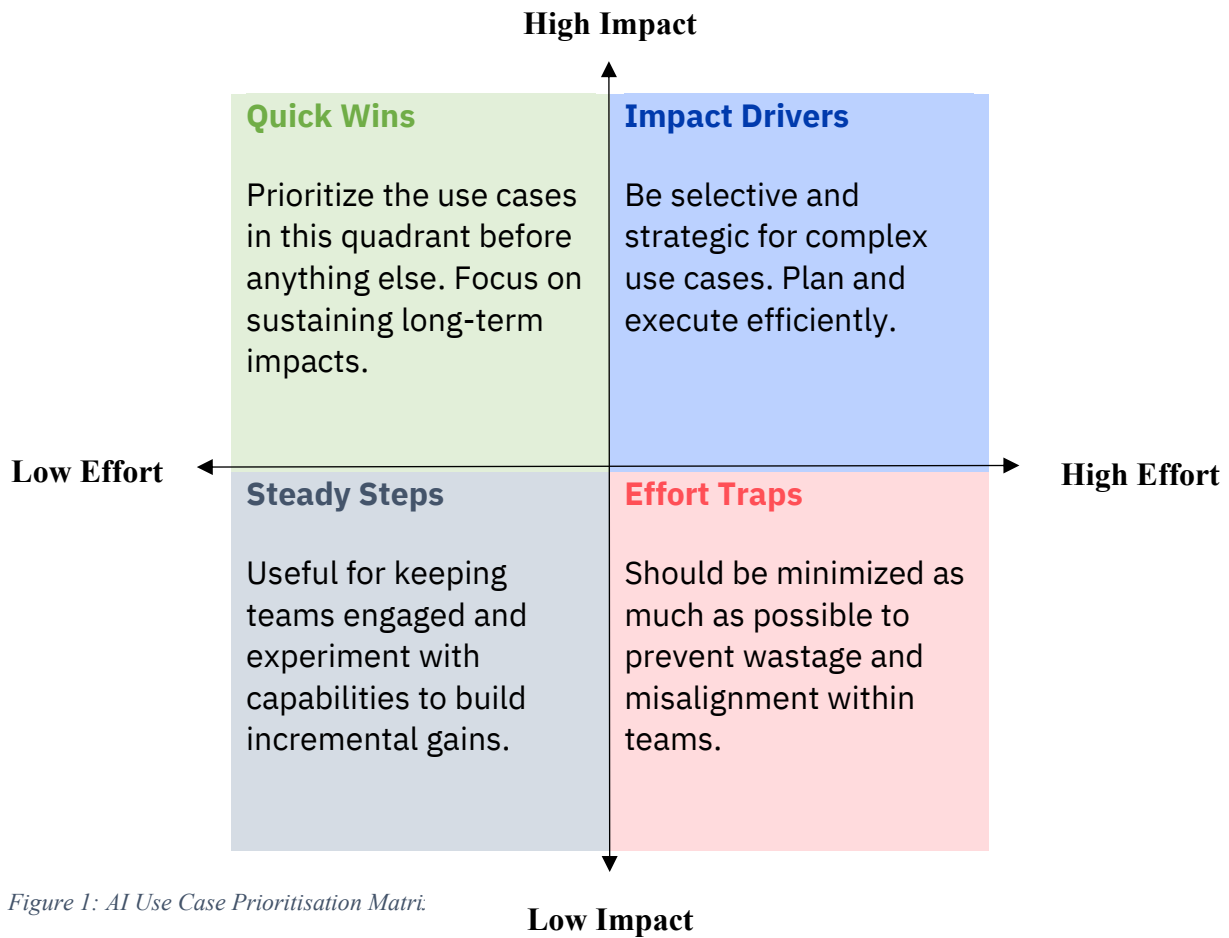 High Impact
Quick Wins
Prioritize the use cases
in this quadrant before
anything else. Focus on
sustaining long-term
impacts.
Impact Drivers
Be selective and
strategic for complex
use cases. Plan and
execute efficiently.
Low Effort
High Effort
Steady Steps
Useful for keeping
teams engaged and
experiment with
capabilities to build
incremental gains.
Effort Traps
Should be minimized as
much as possible to
prevent wastage and
misalignment within
teams.
Figure 1: AI Use Case Prioritisation Matri
Low Impact